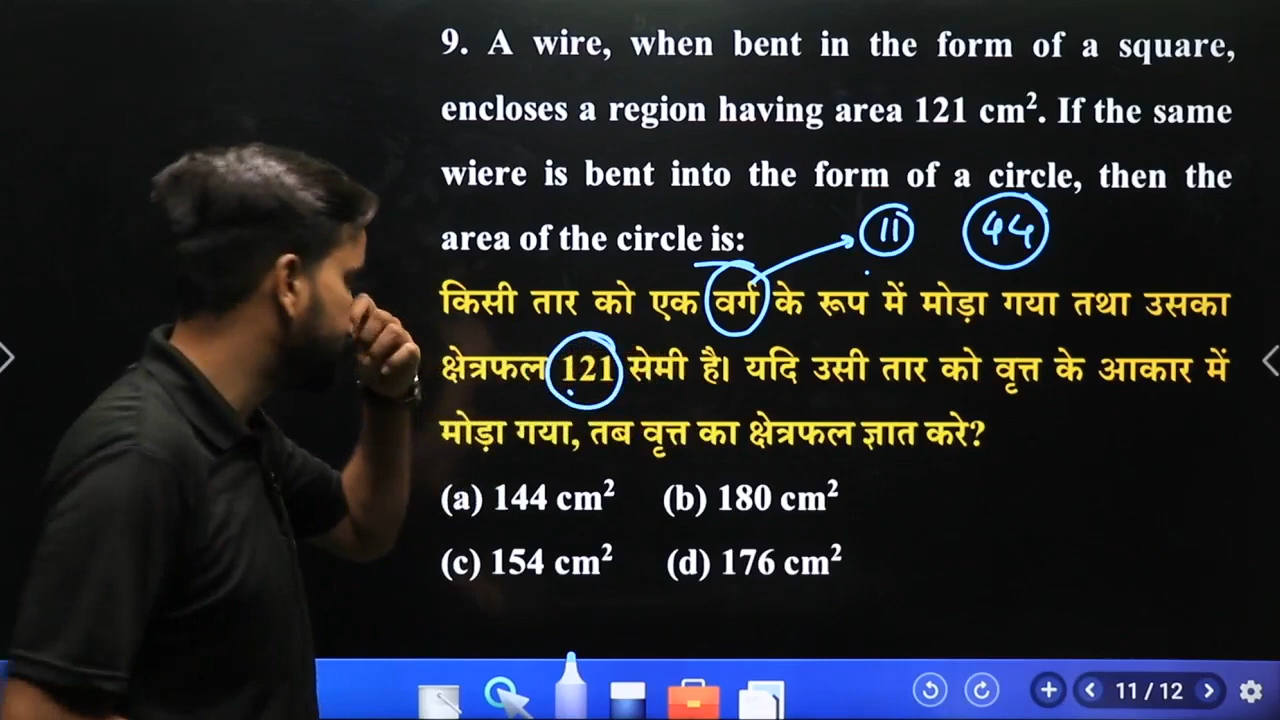 9. A wire, when bent in the form of a square,
encloses a region having area 121 cm². If the same
wiere is bent into the form of a circle, then the
area of the circle is:
11 44
किसी तार को एक वर्ग के रूप में मोड़ा गया तथा उसका
क्षेत्रफल 121 सेमी है। यदि उसी तार को वृत्त के आकार में
मोड़ा गया, तब वृत्त का क्षेत्रफल ज्ञात करे?
(a) 144 cm² (b) 180 cm²
(c) 154 cm² (d) 176 cm²
11 / 12